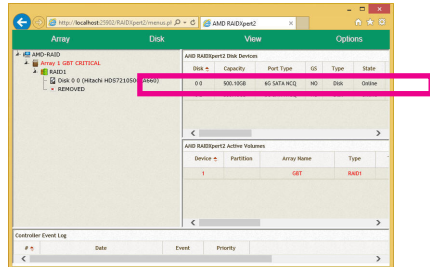 http://localhost:25902/RAIDXpert2/menus.pl
AMD RAIDXpert2
Array
Disk
View
Options
AMD-RAID
Array 1 GBT CRITICAL
RAID1
Disk 0 0 (Hitachi HDS721050
A660)
REMOVED
AMD RAIDXpert2 Disk Devices
Disk Capacity Port Type GS Type State
0 0 500.10GB 6G SATA NCQ NO Disk Online
AMD RAIDXpert2 Active Volumes
Device Partition Array Name Type
1 GBT RAID1
Controller Event Log
# Date Event Priority